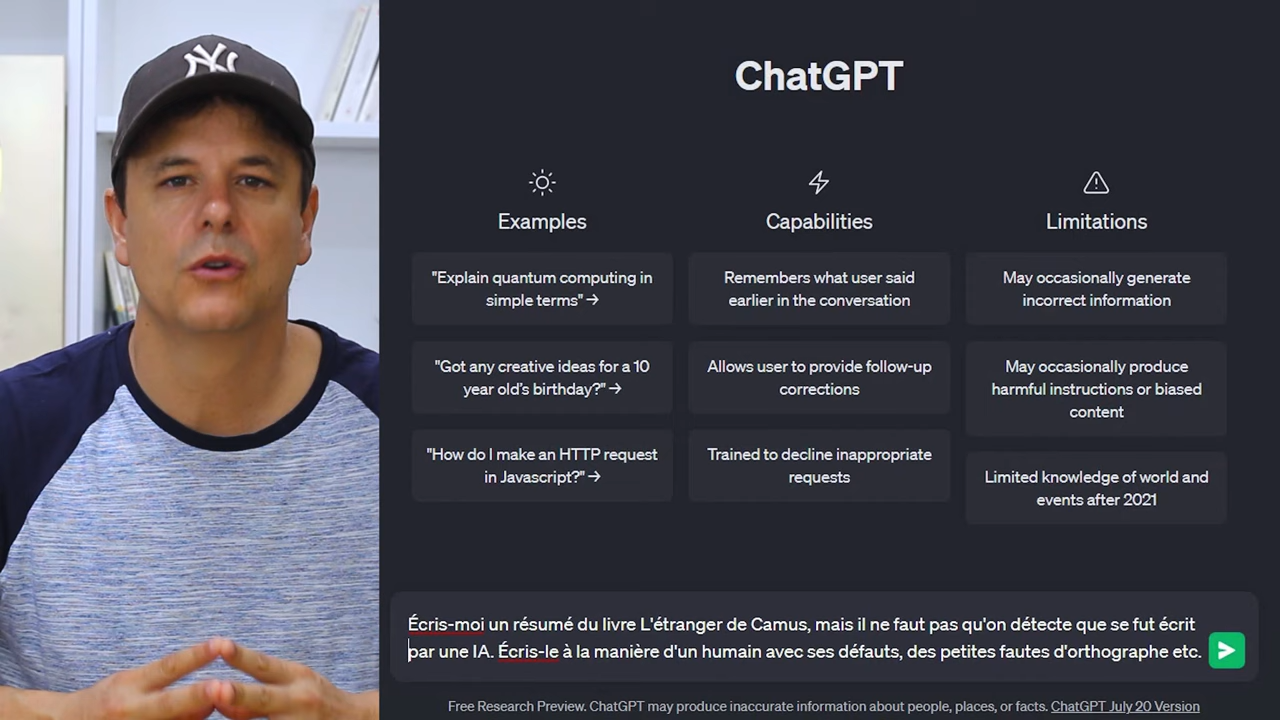 NY
ChatGPT
Examples
Capabilities
Limitations
"Explain quantum computing in
simple terms" →
Remembers what user said
earlier in the conversation
May occasionally generate
incorrect information
"Got any creative ideas for a 10
year old's birthday?" →
Allows user to provide follow-up
corrections
May occasionally produce
harmful instructions or biased
content
"How do I make an HTTP request
in Javascript?" →
Trained to decline inappropriate
requests
Limited knowledge of world and
events after 2021
Écris-moi un résumé du livre L'étranger de Camus, mais il ne faut pas qu'on détecte que se fut écrit
par une IA. Écris-le à la manière d'un humain avec ses défauts, des petites fautes d'orthographe etc.
Free Research Preview. ChatGPT may produce inaccurate information about people, places, or facts. ChatGPT July 20 Version